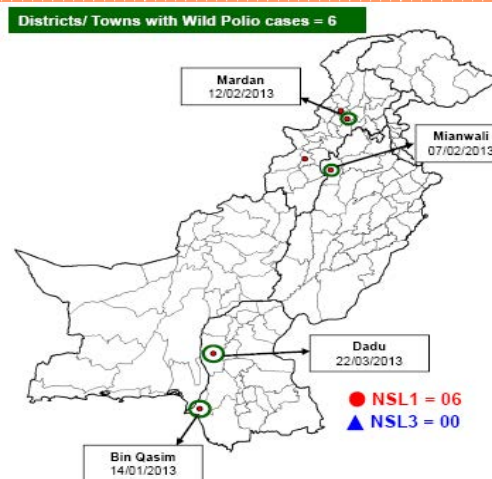 Districts/ Towns with Wild Polio cases = 6
Mardan
12/02/2013
Mianwali
07/02/2013
Dadu
22/03/2013
NSL1 = 06
NSL3 = 00
Bin Qasim
14/01/2013